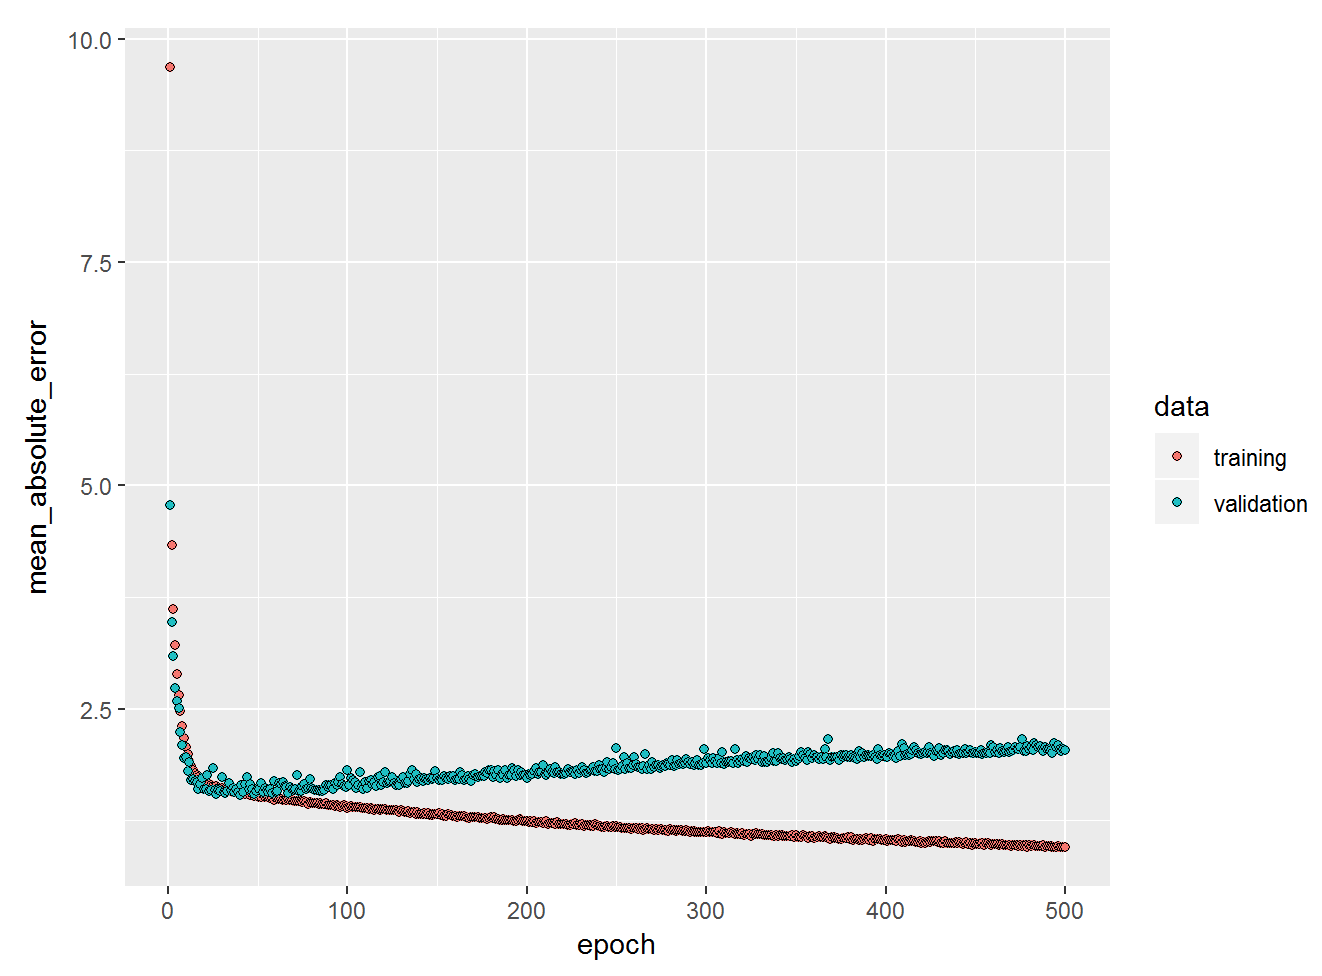 10.0
7.5
5.0
2.5
mean_absolute_error
0 100 200 300 400 500
epoch
data
training
validation